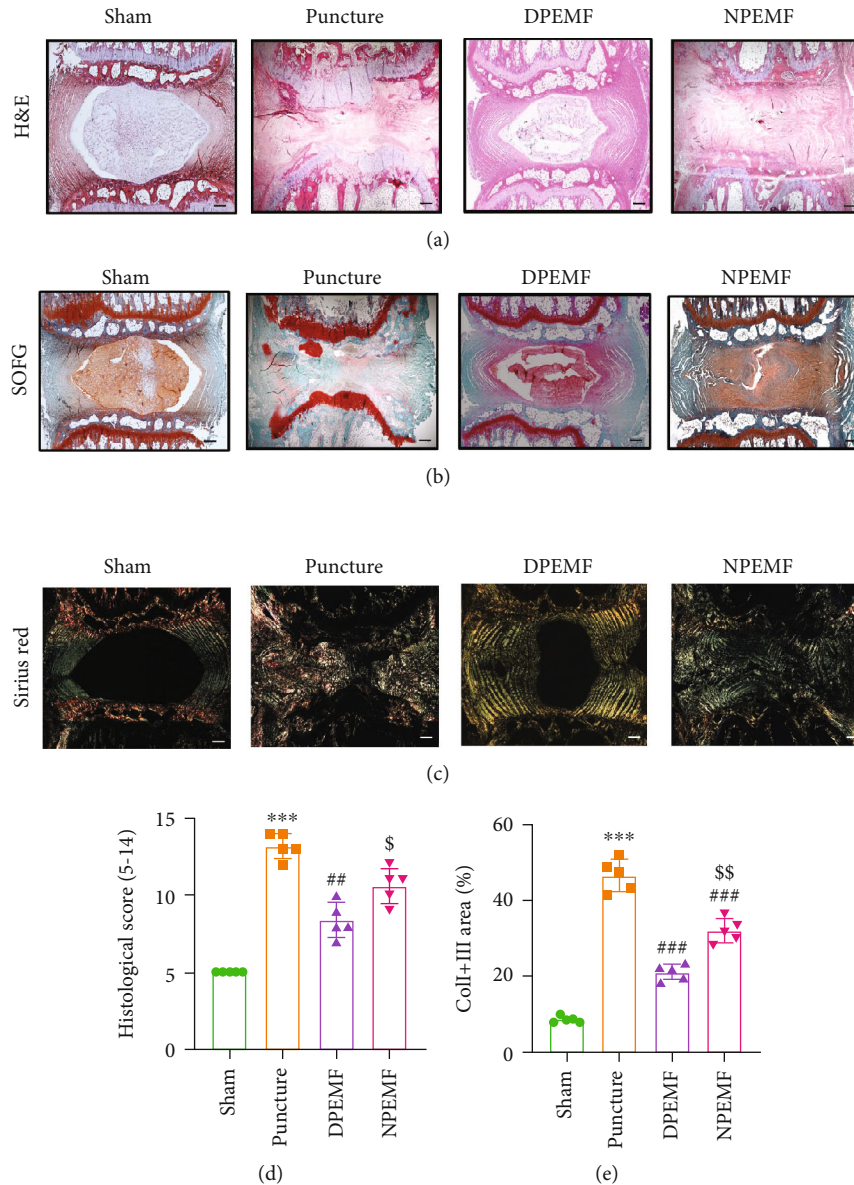 Sham Puncture DPEMF NPEMF
H&E
(a)
Sham Puncture DPEMF NPEMF
SOFG
(b)
Sham Puncture DPEMF NPEMF
Sirius red
(c)
Histological score (5-14)
15
10
5
0
***
##
$
Sham Puncture DPEMF NPEMF
(d)
ColI+III area (%)
60
40
20
0
***
###
$$
###
Sham Puncture DPEMF NPEMF
(e)